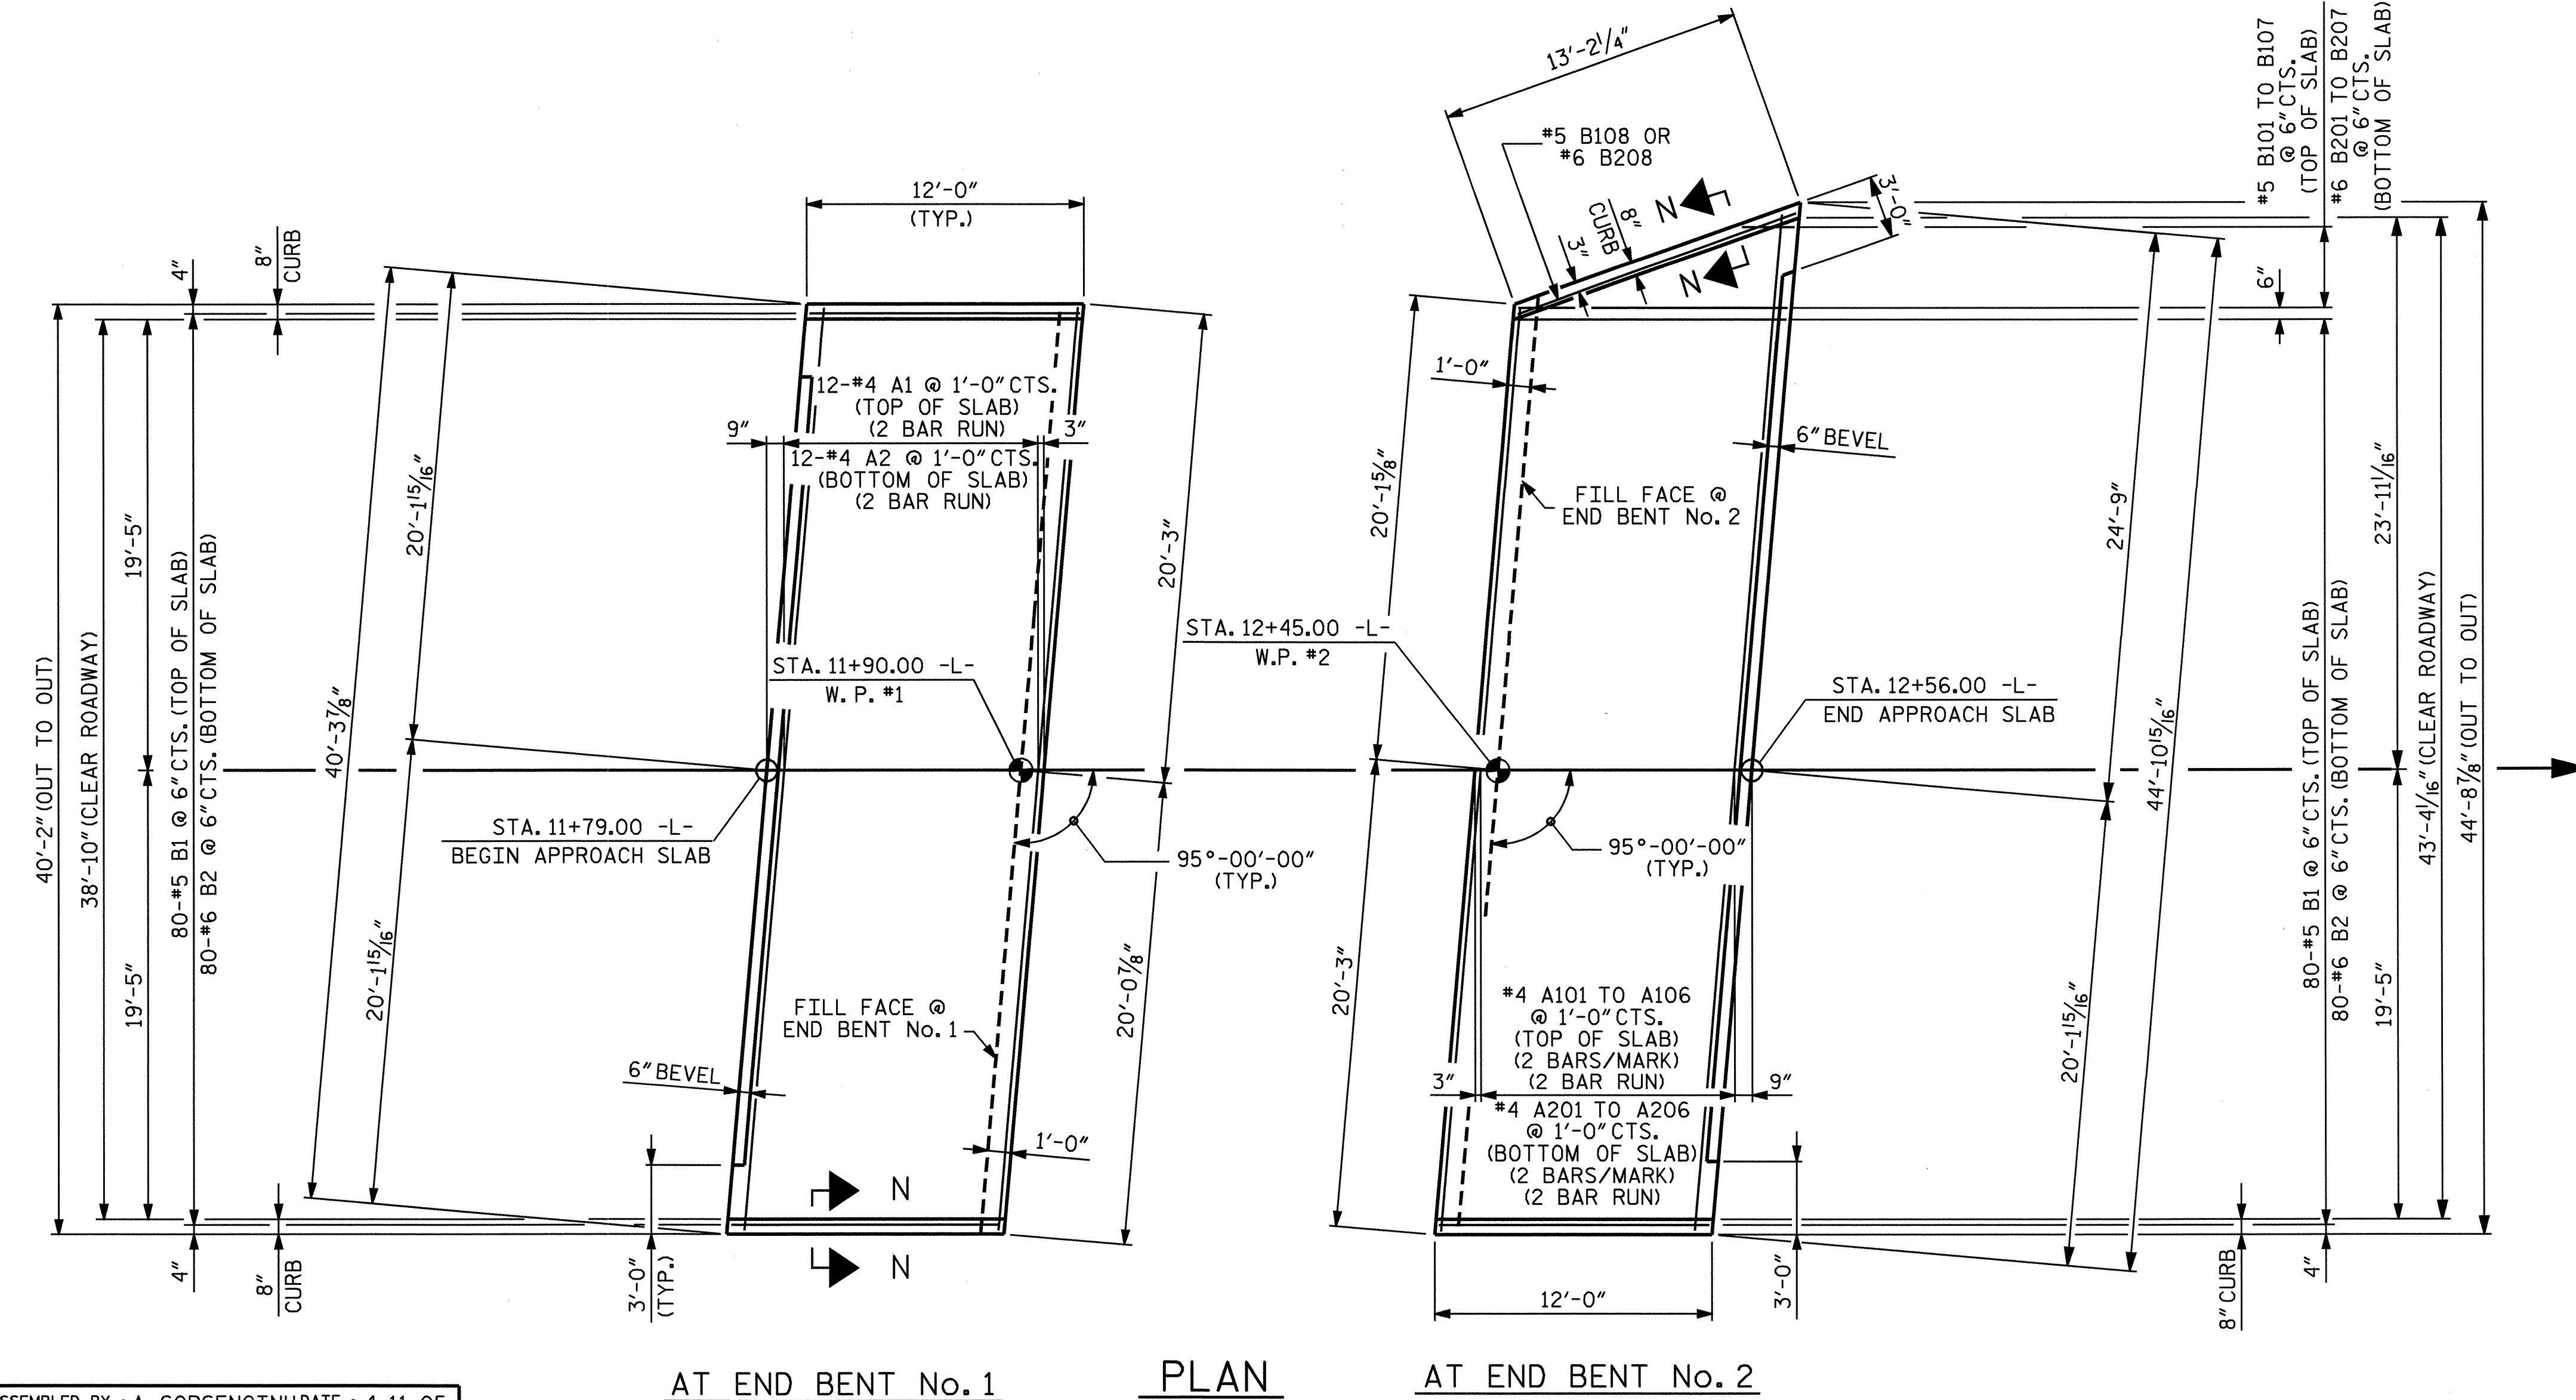 13'-2 1/4"
#5 B101 TO B107
@ 6" CTS.
(TOP OF SLAB)
#6 B201 TO B207
@ 6" CTS.
(BOTTOM OF SLAB)
#5 B108 OR
#6 B208
12'-0"
(TYP.)
N
8"
CURB
3"
N
3'-0"
4"
8"
CURB
6"
1'-0"
12-#4 A1 @ 1'-0" CTS.
(TOP OF SLAB)
(2 BAR RUN)
9"
3"
12-#4 A2 @ 1'-0" CTS.
(BOTTOM OF SLAB)
(2 BAR RUN)
6" BEVEL
FILL FACE @
END BENT No. 2
40'-2" (OUT TO OUT)
38'-10" (CLEAR ROADWAY)
19'-5"
80-#5 B1 @ 6" CTS. (TOP OF SLAB)
80-#6 B2 @ 6" CTS. (BOTTOM OF SLAB)
40'-3 7/8"
20'-1 15/16"
20'-3"
20'-1 5/8"
24'-9"
44'-10 15/16"
23'-11/16"
43'-4 1/16" (CLEAR ROADWAY)
44'-8 7/8" (OUT TO OUT)
STA. 11+90.00 -L-
W. P. #1
STA. 12+45.00 -L-
W.P. #2
STA. 12+56.00 -L-
END APPROACH SLAB
STA. 11+79.00 -L-
BEGIN APPROACH SLAB
95°-00'-00"
(TYP.)
95°-00'-00"
(TYP.)
80-#5 B1 @ 6" CTS. (TOP OF SLAB)
80-#6 B2 @ 6" CTS. (BOTTOM OF SLAB)
19'-5"
20'-1 15/16"
20'-0 7/8"
20'-3"
20'-1 15/16"
19'-5"
FILL FACE @
END BENT No. 1
6" BEVEL
1'-0"
#4 A101 TO A106
@ 1'-0" CTS.
(TOP OF SLAB)
(2 BARS/MARK)
(2 BAR RUN)
3"
9"
#4 A201 TO A206
@ 1'-0" CTS.
(BOTTOM OF SLAB)
(2 BARS/MARK)
(2 BAR RUN)
N
N
4"
8"
CURB
3'-0"
(TYP.)
12'-0"
3'-0"
8" CURB
4"
AT END BENT No. 1
PLAN
AT END BENT No. 2